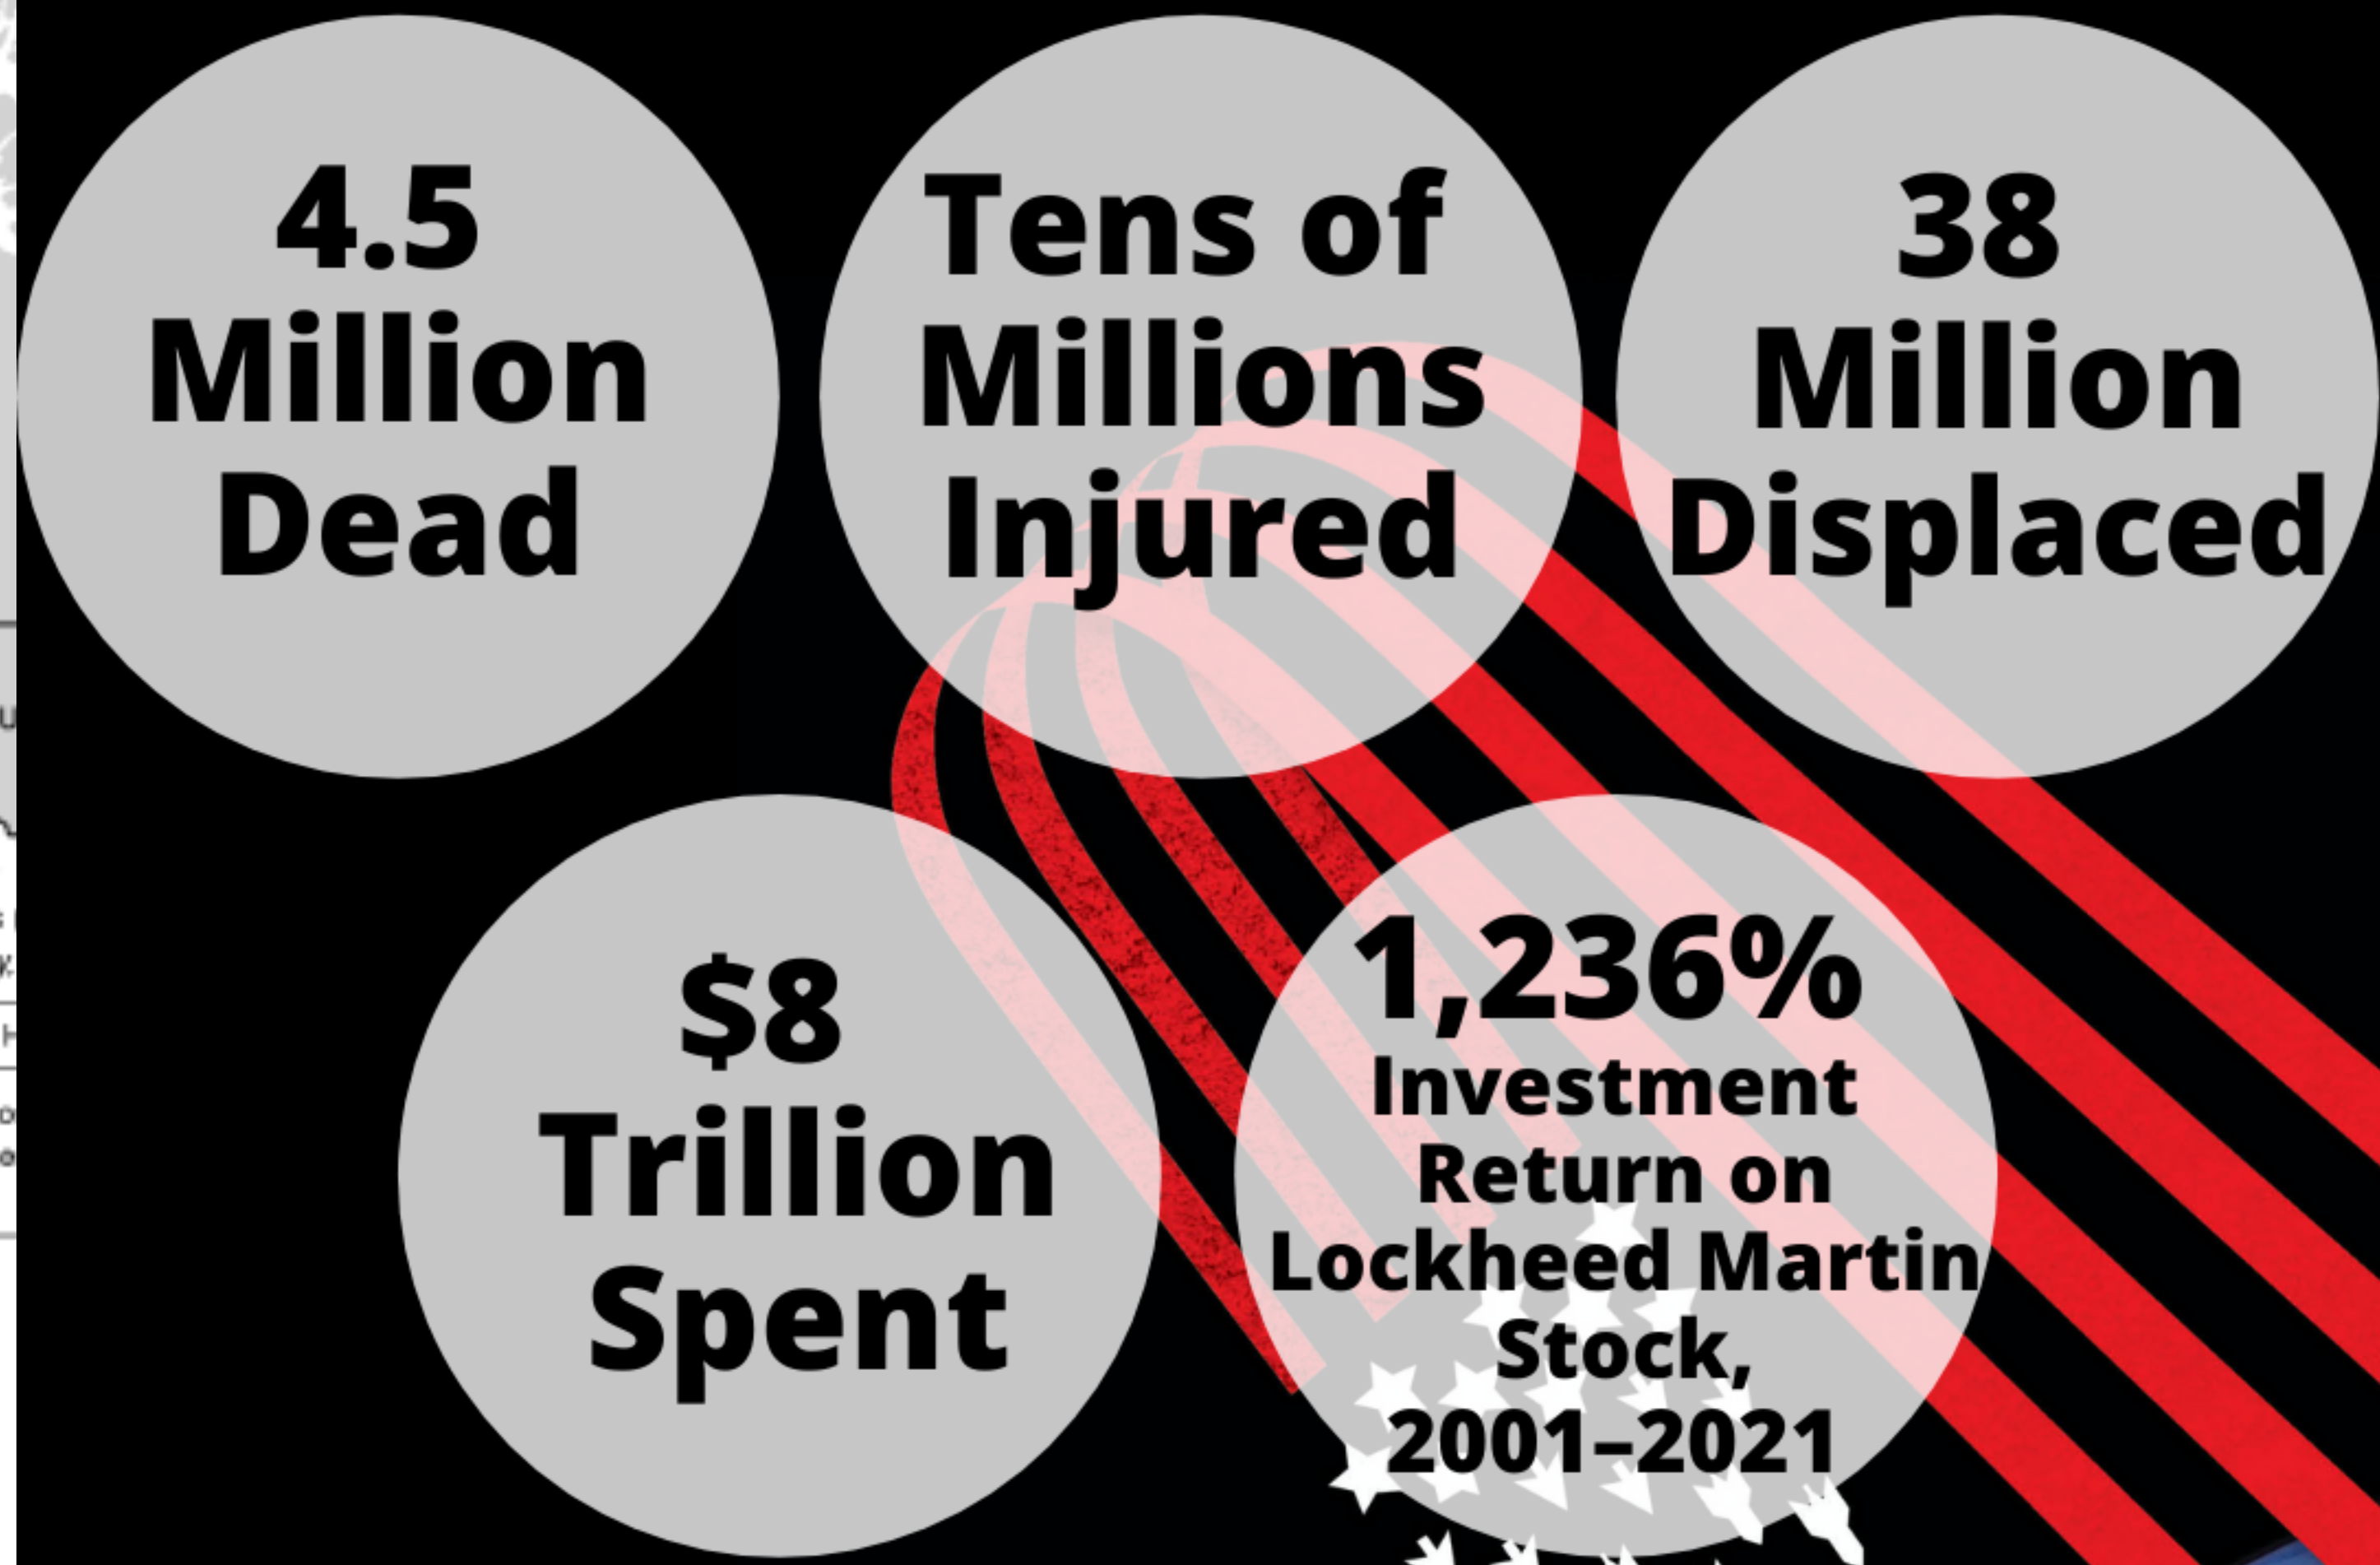 4.5
Million
Dead
Tens of
Millions
Injured
38
Million
Displaced
$8
Trillion
Spent
1,236%
Investment
Return on
Lockheed Martin
Stock,
2001–2021